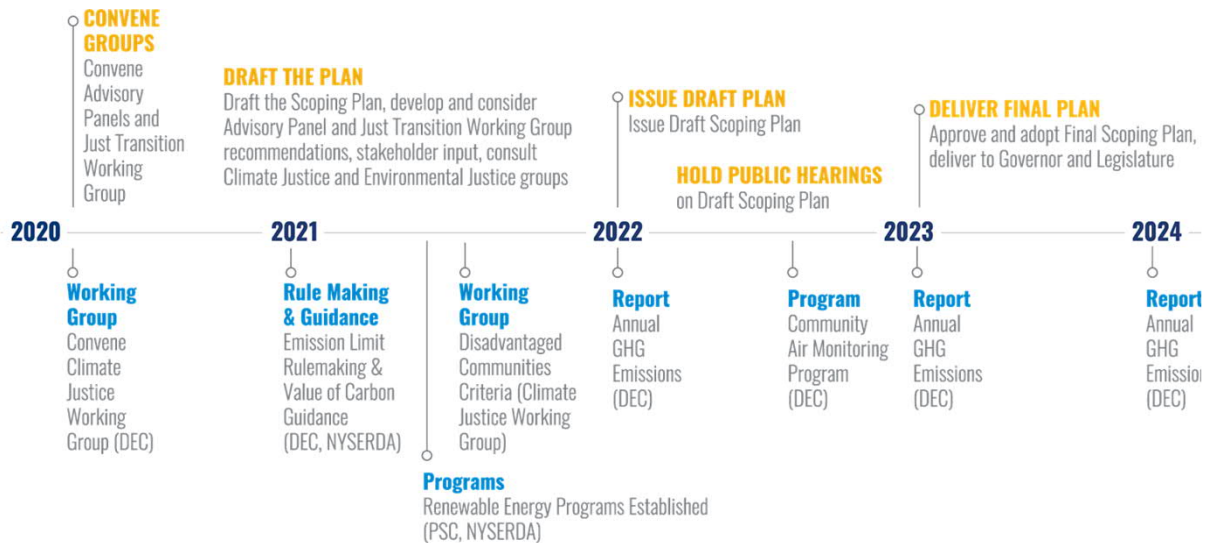 CONVENE
GROUPS
Convene
Advisory
Panels and
Just Transition
Working
Group
DRAFT THE PLAN
Draft the Scoping Plan, develop and consider
Advisory Panel and Just Transition Working Group
recommendations, stakeholder input, consult
Climate Justice and Environmental Justice groups
ISSUE DRAFT PLAN
Issue Draft Scoping Plan
HOLD PUBLIC HEARINGS
on Draft Scoping Plan
DELIVER FINAL PLAN
Approve and adopt Final Scoping Plan,
deliver to Governor and Legislature
2020 2021 2022 2023 2024
Working
Group
Convene
Climate
Justice
Working
Group (DEC)
Rule Making
& Guidance
Emission Limit
Rulemaking &
Value of Carbon
Guidance
(DEC, NYSERDA)
Programs
Renewable Energy Programs Established
(PSC, NYSERDA)
Working
Group
Disadvantaged
Communities
Criteria (Climate
Justice Working
Group)
Report
Annual
GHG
Emissions
(DEC)
Program
Community
Air Monitoring
Program
(DEC)
Report
Annual
GHG
Emissions
(DEC)
Report
Annual
GHG
Emission
(DEC)